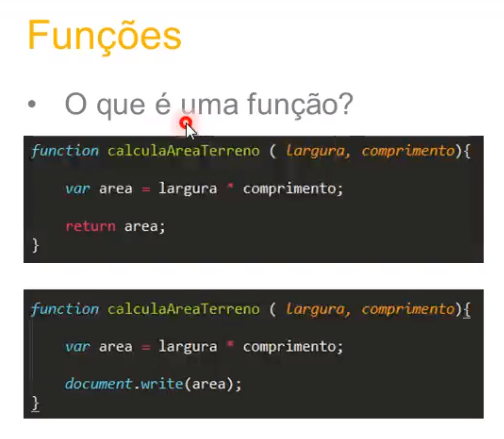 Funções
• O que é uma função?
function calculaAreaTerreno ( largura, comprimento){
var area = largura * comprimento;
return area;
}
function calculaAreaTerreno ( largura, comprimento){
var area = largura * comprimento;
document.write(area);
}